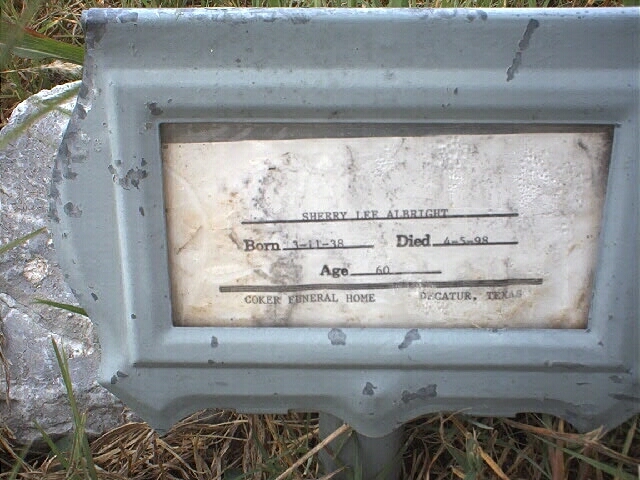 SHERRY LEE ALBRIGHT
Born 3-11-38 Died 4-5-98
Age 60
COKER FUNERAL HOME DECATUR, TEXAS